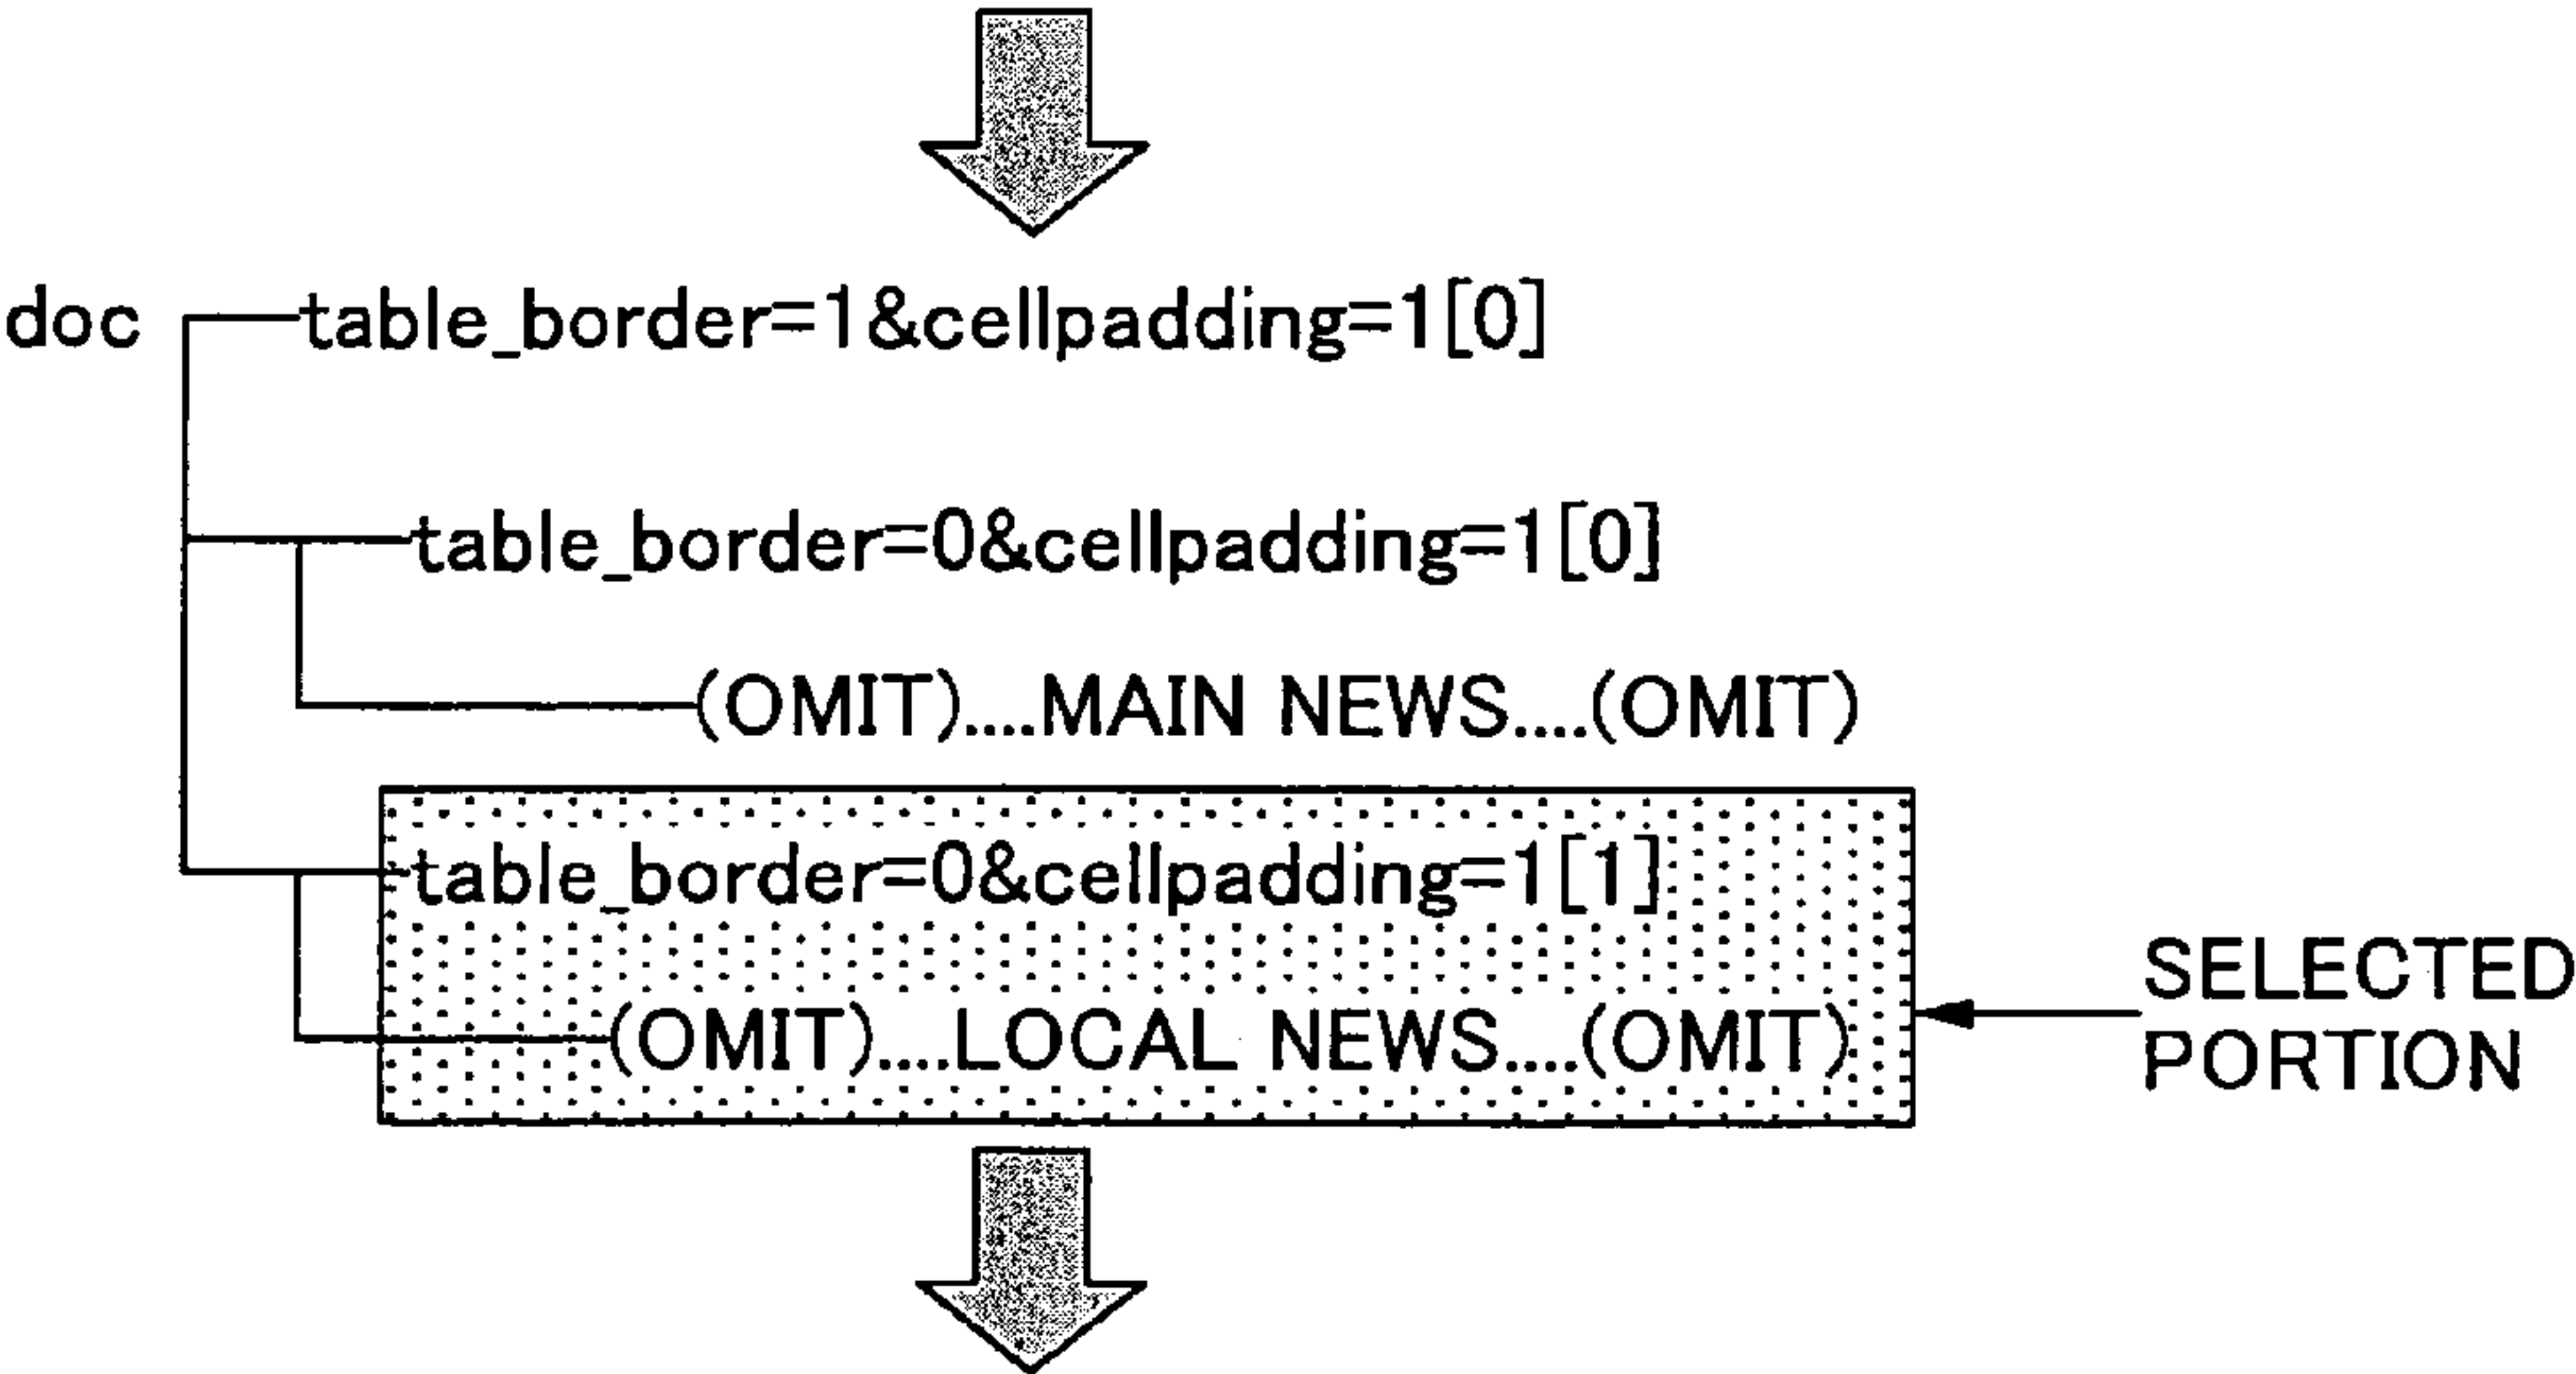 doc table_border=1&cellpadding=1[0]
table_border=0&cellpadding=1[0]
(OMIT)....MAIN NEWS....(OMIT)
table_border=0&cellpadding=1[1]
(OMIT)....LOCAL NEWS....(OMIT)
SELECTED
PORTION